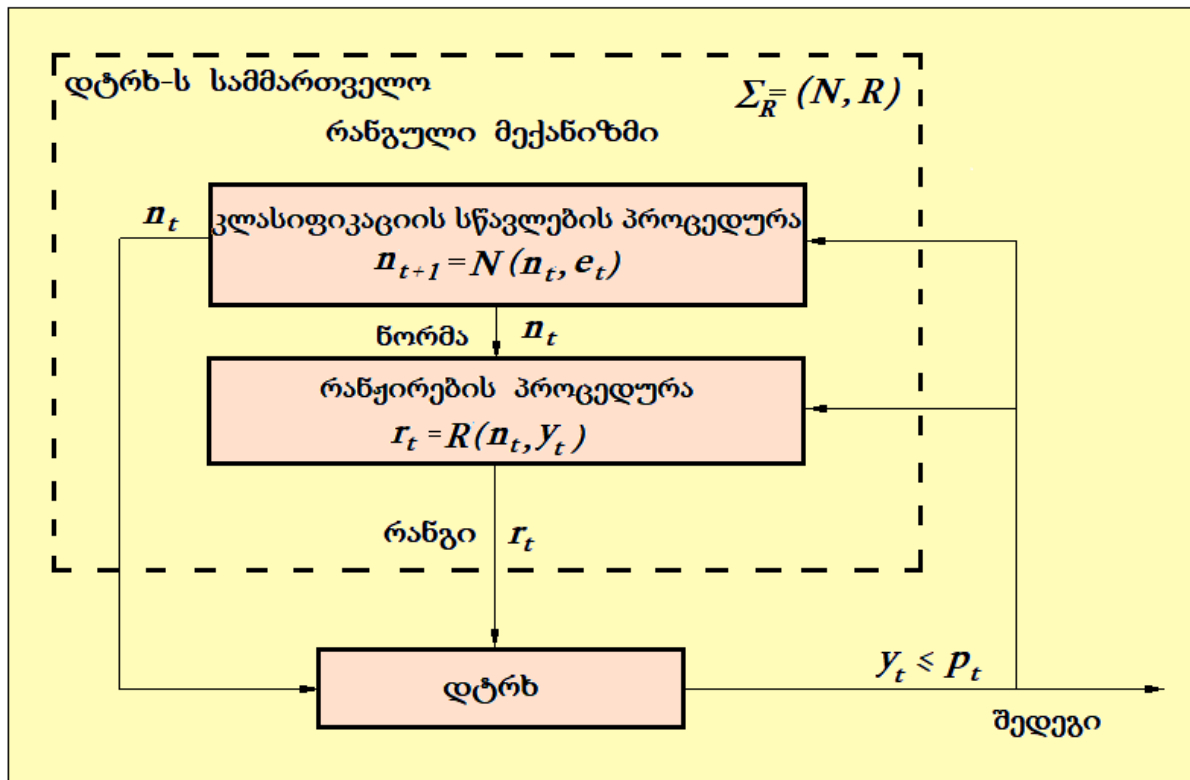 დტრხ-ს სამმართველო
Σ_R = (N, R)
რანგული მექანიზმი
n_t
კლასიფიკაციის სწავლების პროცედურა
n_{t+1} = N(n_t, e_t)
ნორმა n_t
რანჟირების პროცედურა
r_t = R(n_t, y_t)
რანგი r_t
დტრხ
y_t ⩽ p_t
შედეგი